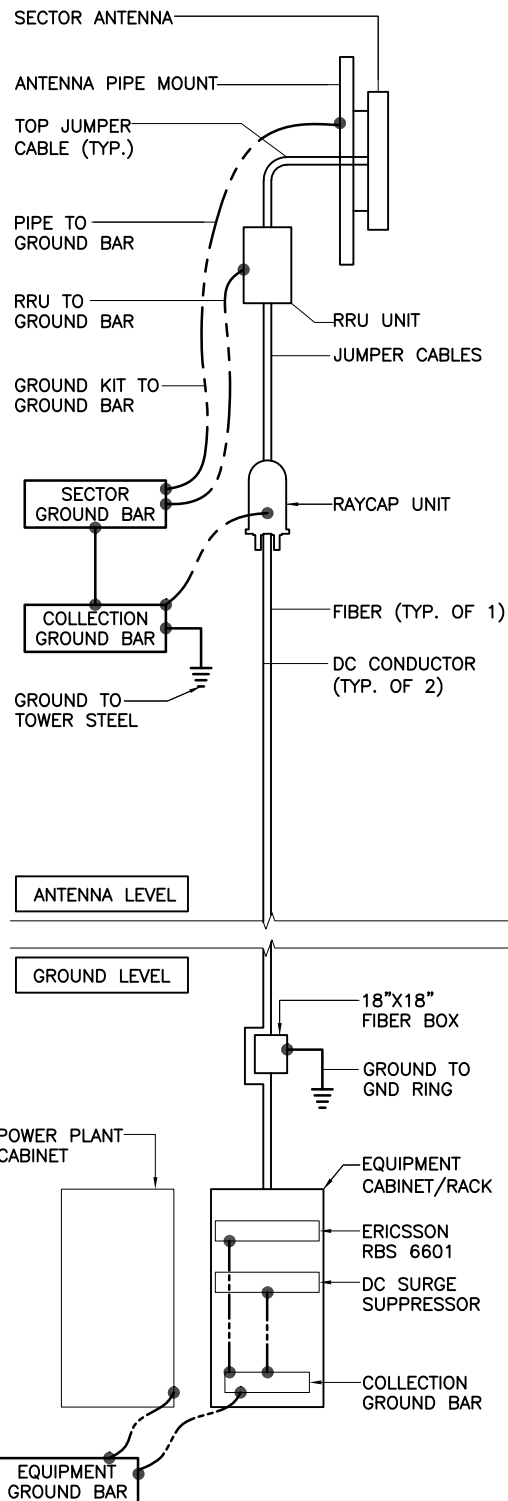 SECTOR ANTENNA
ANTENNA PIPE MOUNT
TOP JUMPER
CABLE (TYP.)
PIPE TO
GROUND BAR
RRU TO
GROUND BAR
RRU UNIT
JUMPER CABLES
GROUND KIT TO
GROUND BAR
SECTOR
GROUND BAR
RAYCAP UNIT
COLLECTION
GROUND BAR
FIBER (TYP. OF 1)
DC CONDUCTOR
(TYP. OF 2)
GROUND TO
TOWER STEEL
ANTENNA LEVEL
GROUND LEVEL
18"X18"
FIBER BOX
GROUND TO
GND RING
POWER PLANT
CABINET
EQUIPMENT
CABINET/RACK
ERICSSON
RBS 6601
DC SURGE
SUPPRESSOR
COLLECTION
GROUND BAR
EQUIPMENT
GROUND BAR